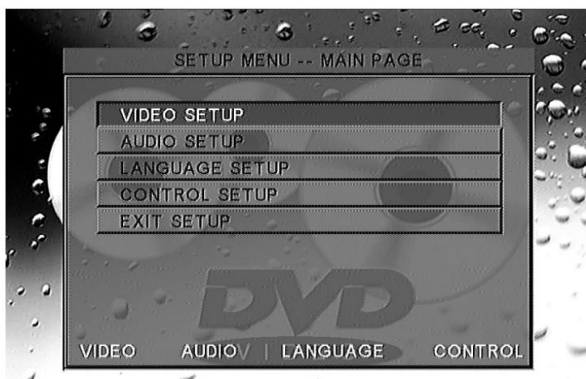 SETUP MENU -- MAIN PAGE
VIDEO SETUP
AUDIO SETUP
LANGUAGE SETUP
CONTROL SETUP
EXIT SETUP
DVD
VIDEO AUDIO LANGUAGE CONTROL